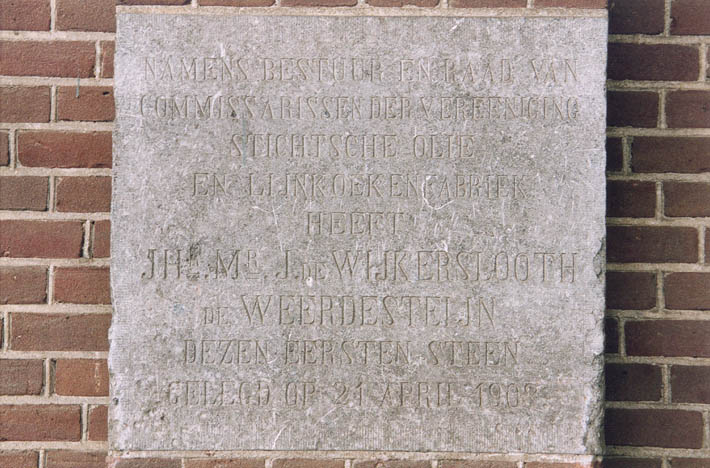 NAMENS BESTUUR EN RAAD VAN
COMMISSARISSEN DER VEREENIGING
STICHTSCHE OLIE
EN LIJNKOEKENFABRIEK
HEEFT
JHR. MR. J. DE WIJKERSLOOTH
DE WEERDESTEIJN
DEZEN EERSTEN STEEN
GELEGD OP 21 APRIL